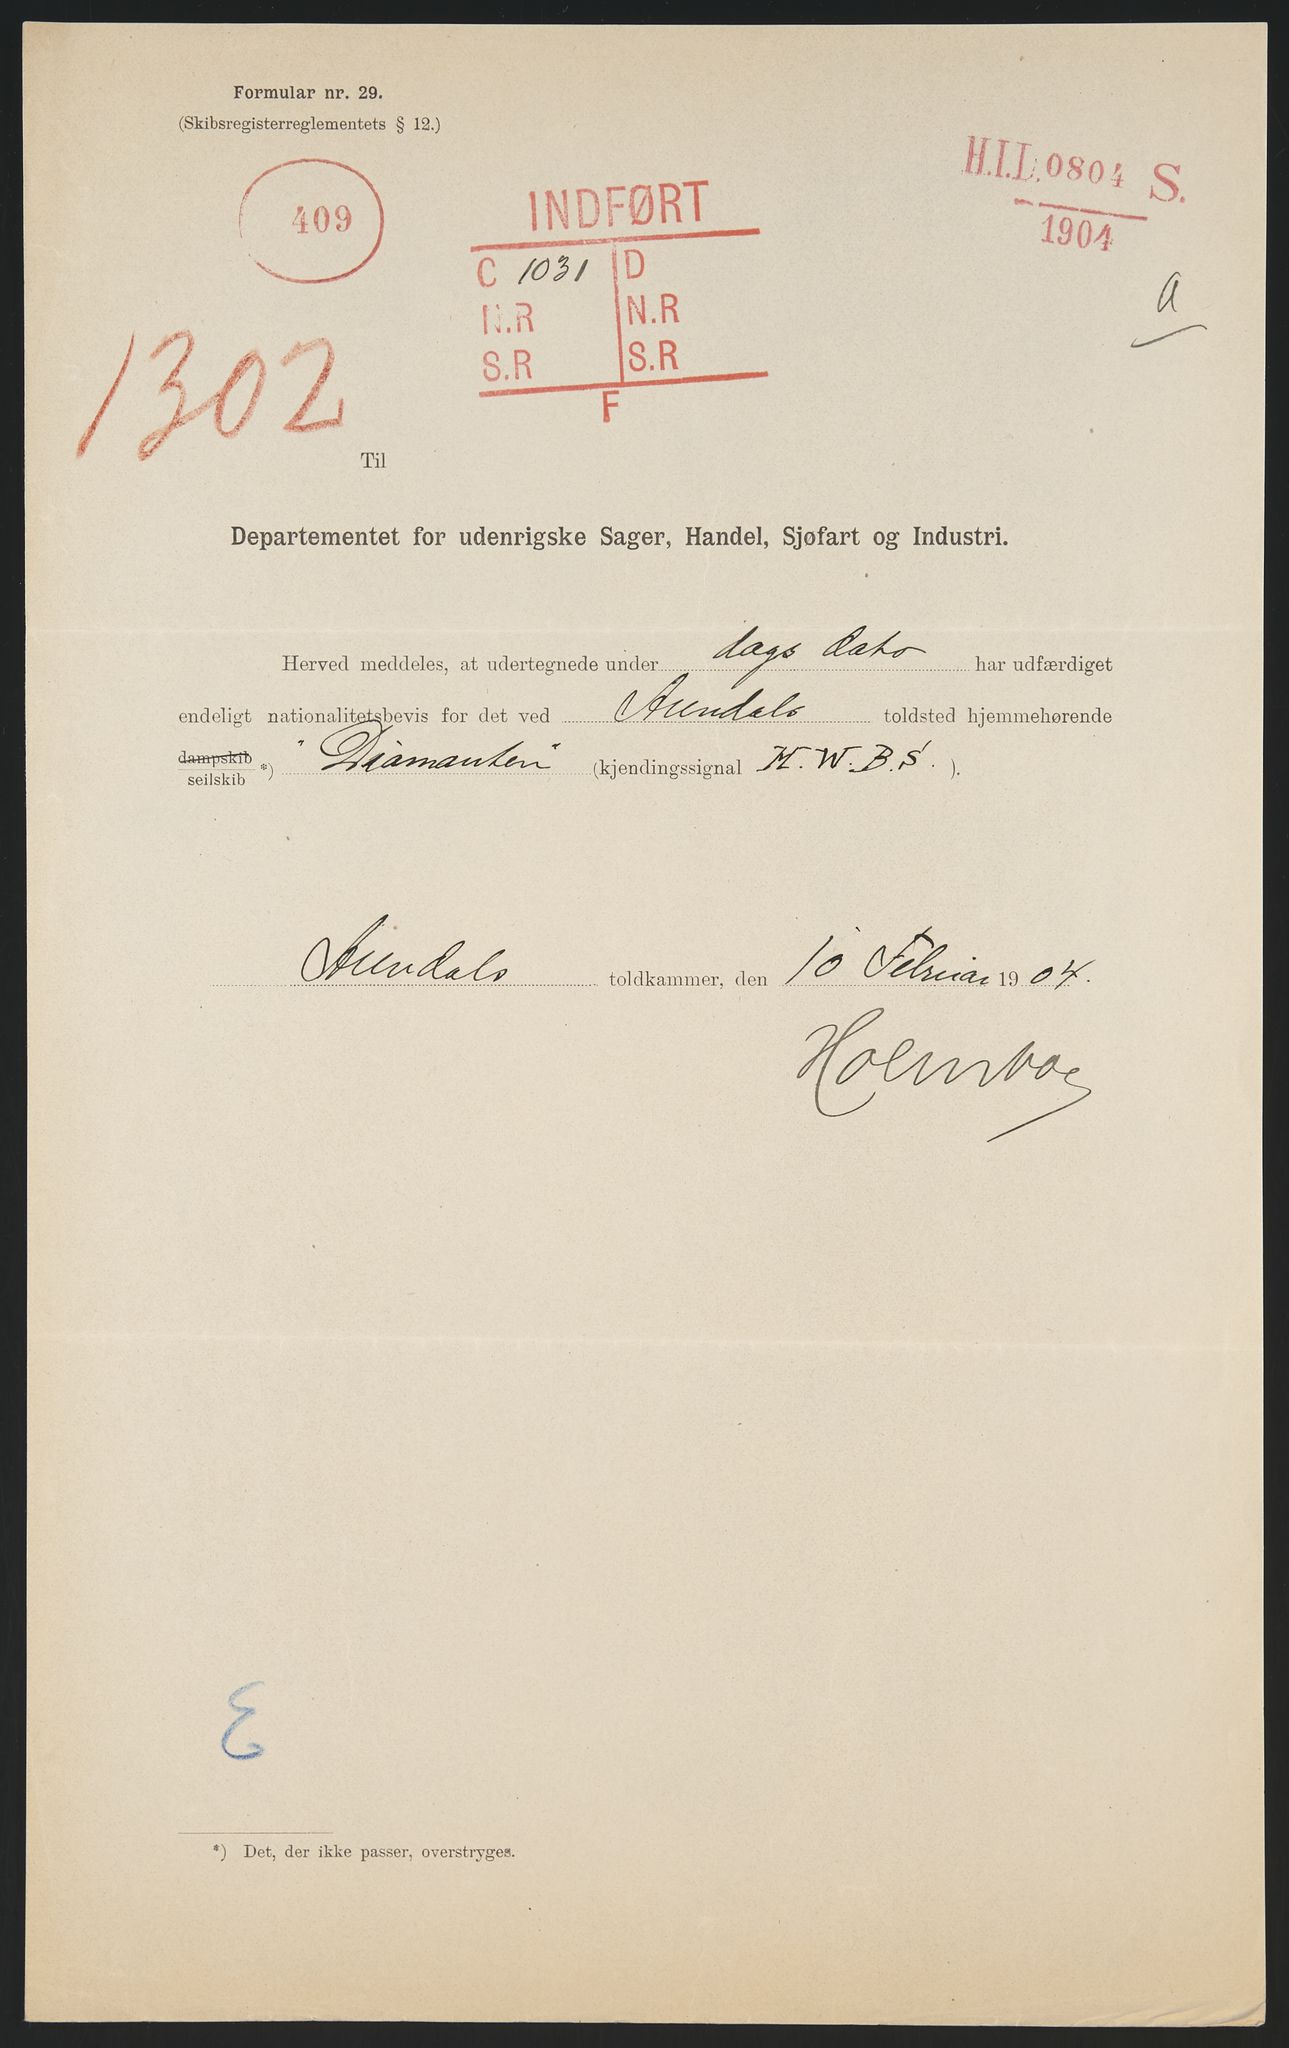 Formular nr. 29.
(Skibsregisterreglementets § 12.)
H.I.L. 0804 S.
1904
409
INDFØRT
C 1031 D
N.R N.R
S.R S.R
F
a
1302
Til
Departementet for udenrigske Sager, Handel, Sjøfart og Industri.
Herved meddeles, at udertegnede under dags dato har udfærdiget
endeligt nationalitetsbevis for det ved Arendals toldsted hjemmehørende
dampskib
seilskib *) "Diamanten" (kjendingssignal H.W.B.S. ).
Arendals toldkammer, den 10 Februar 1904.
Holmboe
E
*) Det, der ikke passer, overstryges.